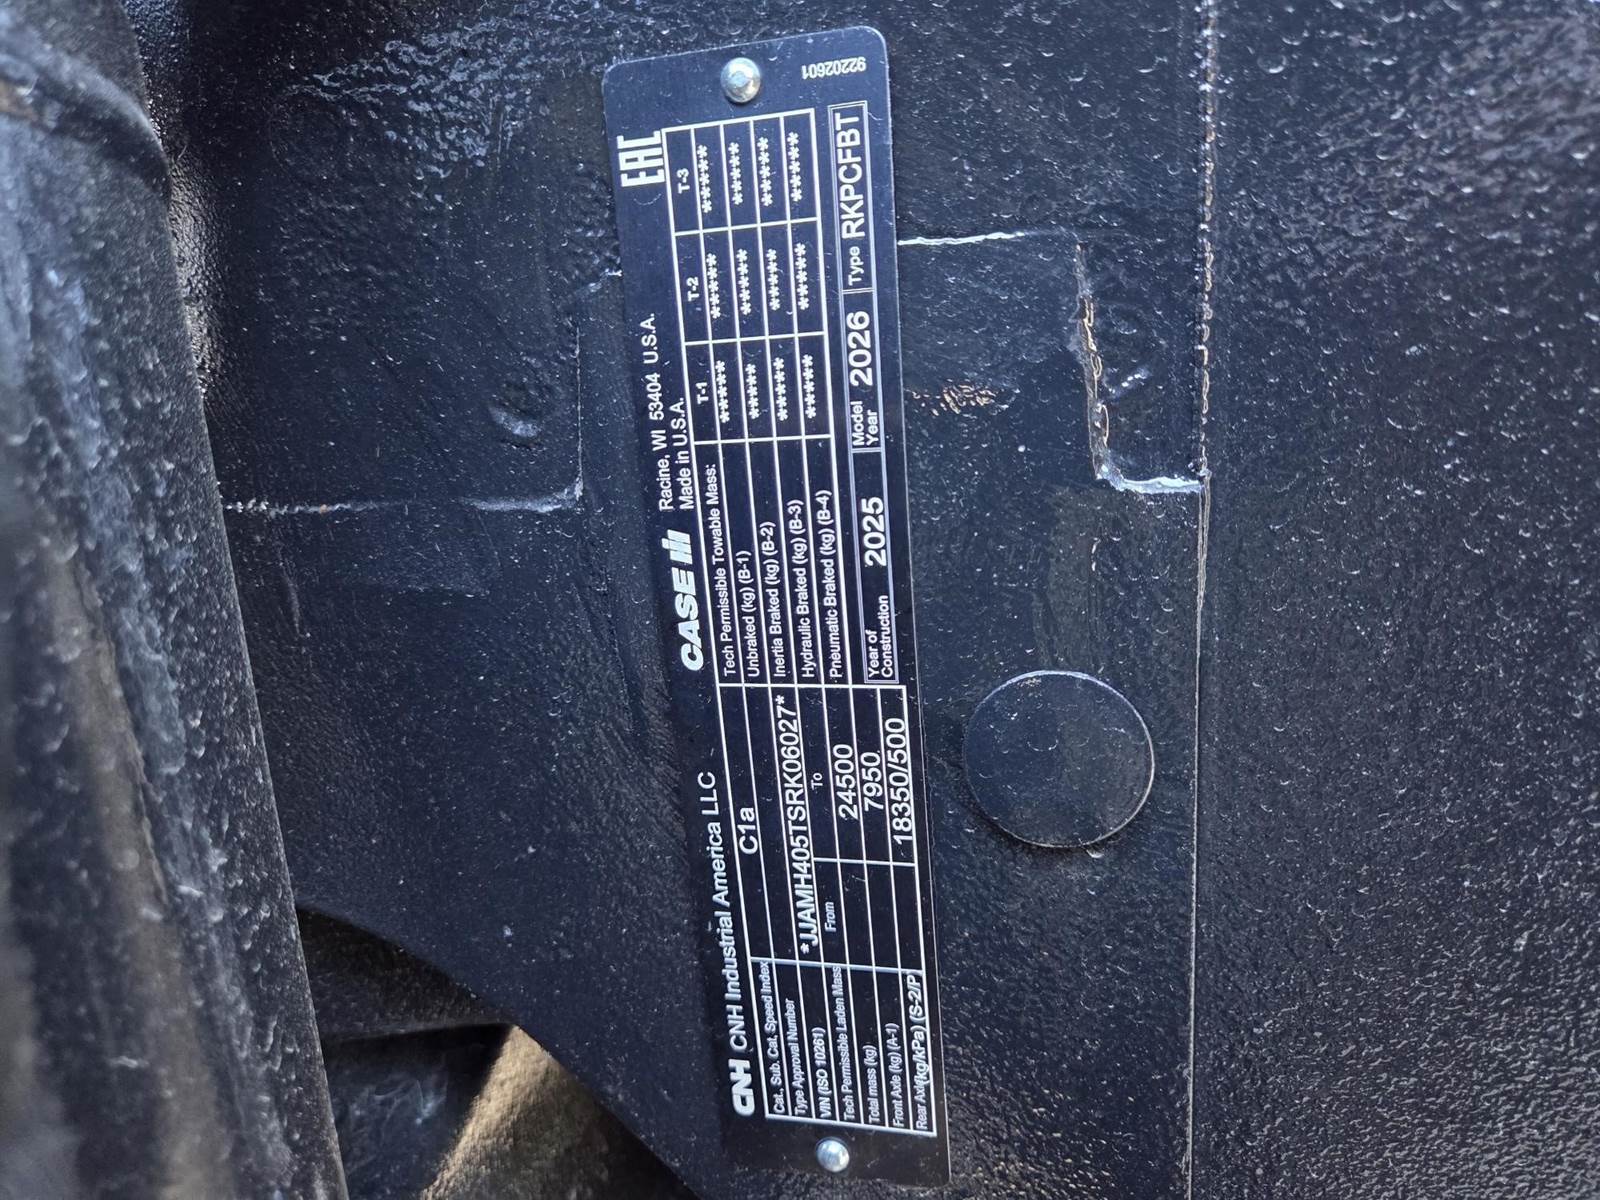 CNH CNH Industrial America LLC CASE III Racine, WI 53404 U.S.A.
Made in U.S.A.
EAC
92202601
Cat., Sub. Cat, Speed Index C1a
Type Approval Number
VIN (ISO 10261) *JJAMH405TSRK06027*
Tech Permissible Laden Mass From To
Total mass (kg) 24500
Front Axle (kg) (A-1) 7950
Rear Axle(kg/kPa) (S-2/P) 18350/500
Tech Permissible Towable Mass: T-1 T-2 T-3
Unbraked (kg) (B-1) ***** ***** *****
Inertia Braked (kg) (B-2) ***** ***** *****
Hydraulic Braked (kg) (B-3) ***** ***** *****
Pneumatic Braked (kg) (B-4) ***** ***** *****
Year of Construction 2025 Model Year 2026 Type RKPCFBT